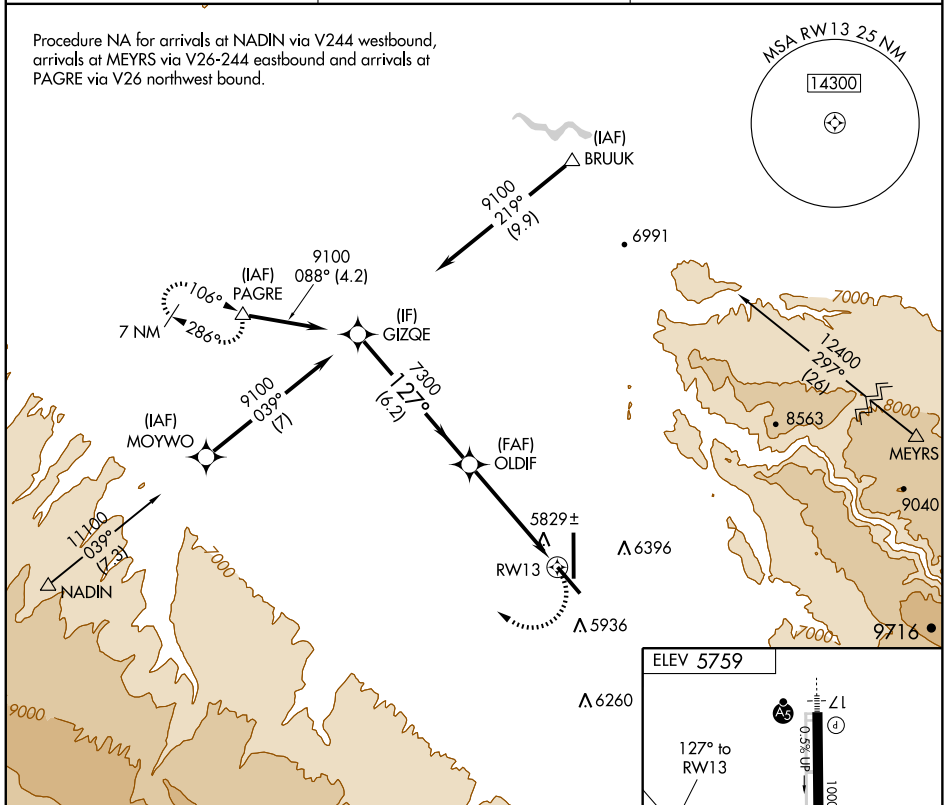 Procedure NA for arrivals at NADIN via V244 westbound,
arrivals at MEYRS via V26-244 eastbound and arrivals at
PAGRE via V26 northwest bound.
MSA RW13 25 NM
14300
(IAF)
BRUUK
9100
219°
(9.9)
6991
9100
088° (4.2)
(IAF)
PAGRE
106°
286°
7 NM
(IF)
GIZQE
7000
12400
297°
(26)
7300
127°
(6.2)
9100
039°
(7)
8000
8563
MEYRS
(IAF)
MOYWO
(FAF)
OLDIF
9040
11100
039°
(7.3)
NADIN
7000
5829±
6396
RW13
5936
7000
9716
ELEV 5759
6260
9000
A5
17
P
0.5% UP
127° to
RW13